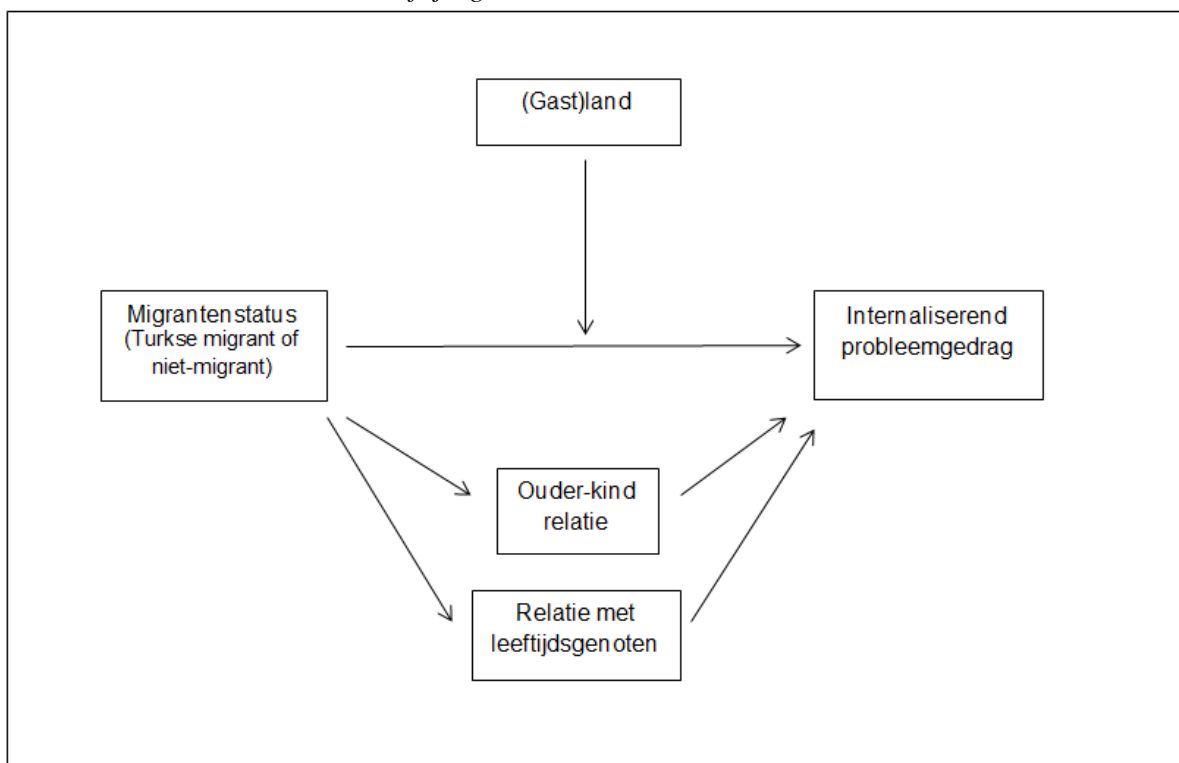 (Gast)land
Migrantenstatus
(Turkse migrant of
niet-migrant)
Internaliserend
probleemgedrag
Ouder-kind
relatie
Relatie met
leeftijdsgenoten